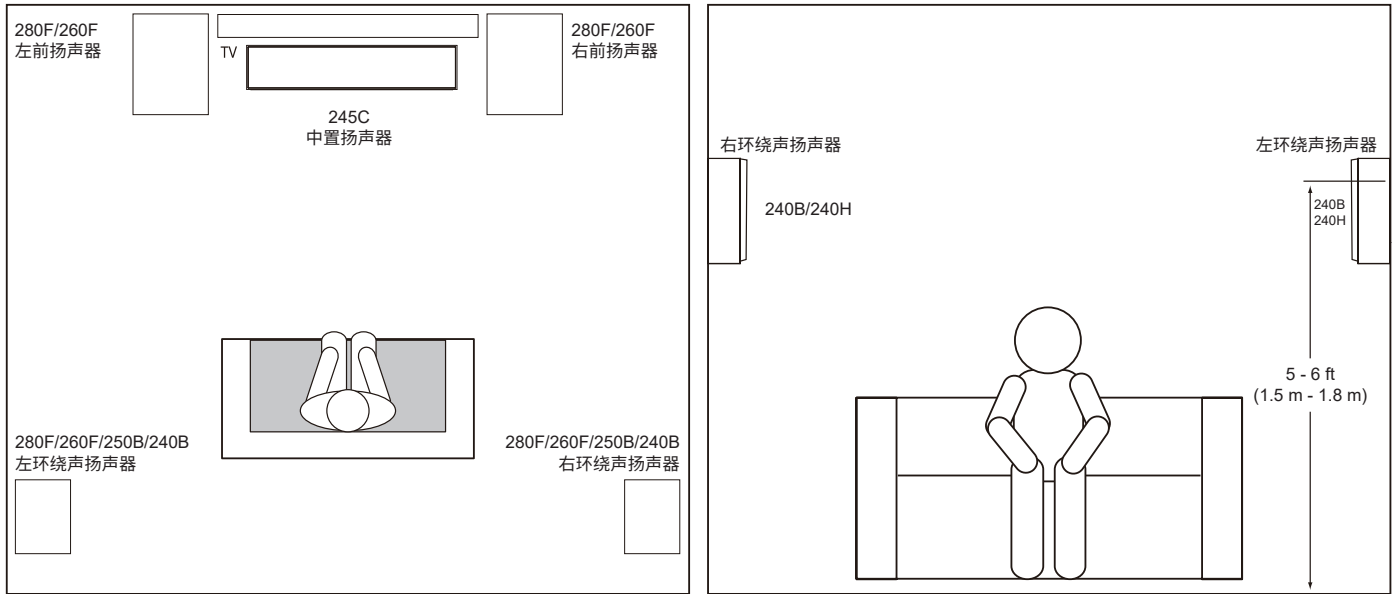 280F/260F
左前扬声器
TV
280F/260F
右前扬声器
245C
中置扬声器
280F/260F/250B/240B
左环绕声扬声器
280F/260F/250B/240B
右环绕声扬声器
右环绕声扬声器
240B/240H
左环绕声扬声器
240B
240H
5 - 6 ft
(1.5 m - 1.8 m)